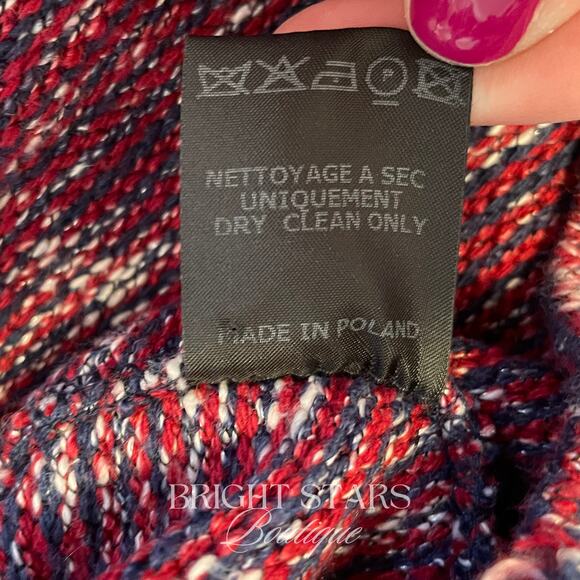 P
NETTOYAGE A SEC
UNIQUEMENT
DRY CLEAN ONLY
MADE IN POLAND
BRIGHT STARS
Boutique